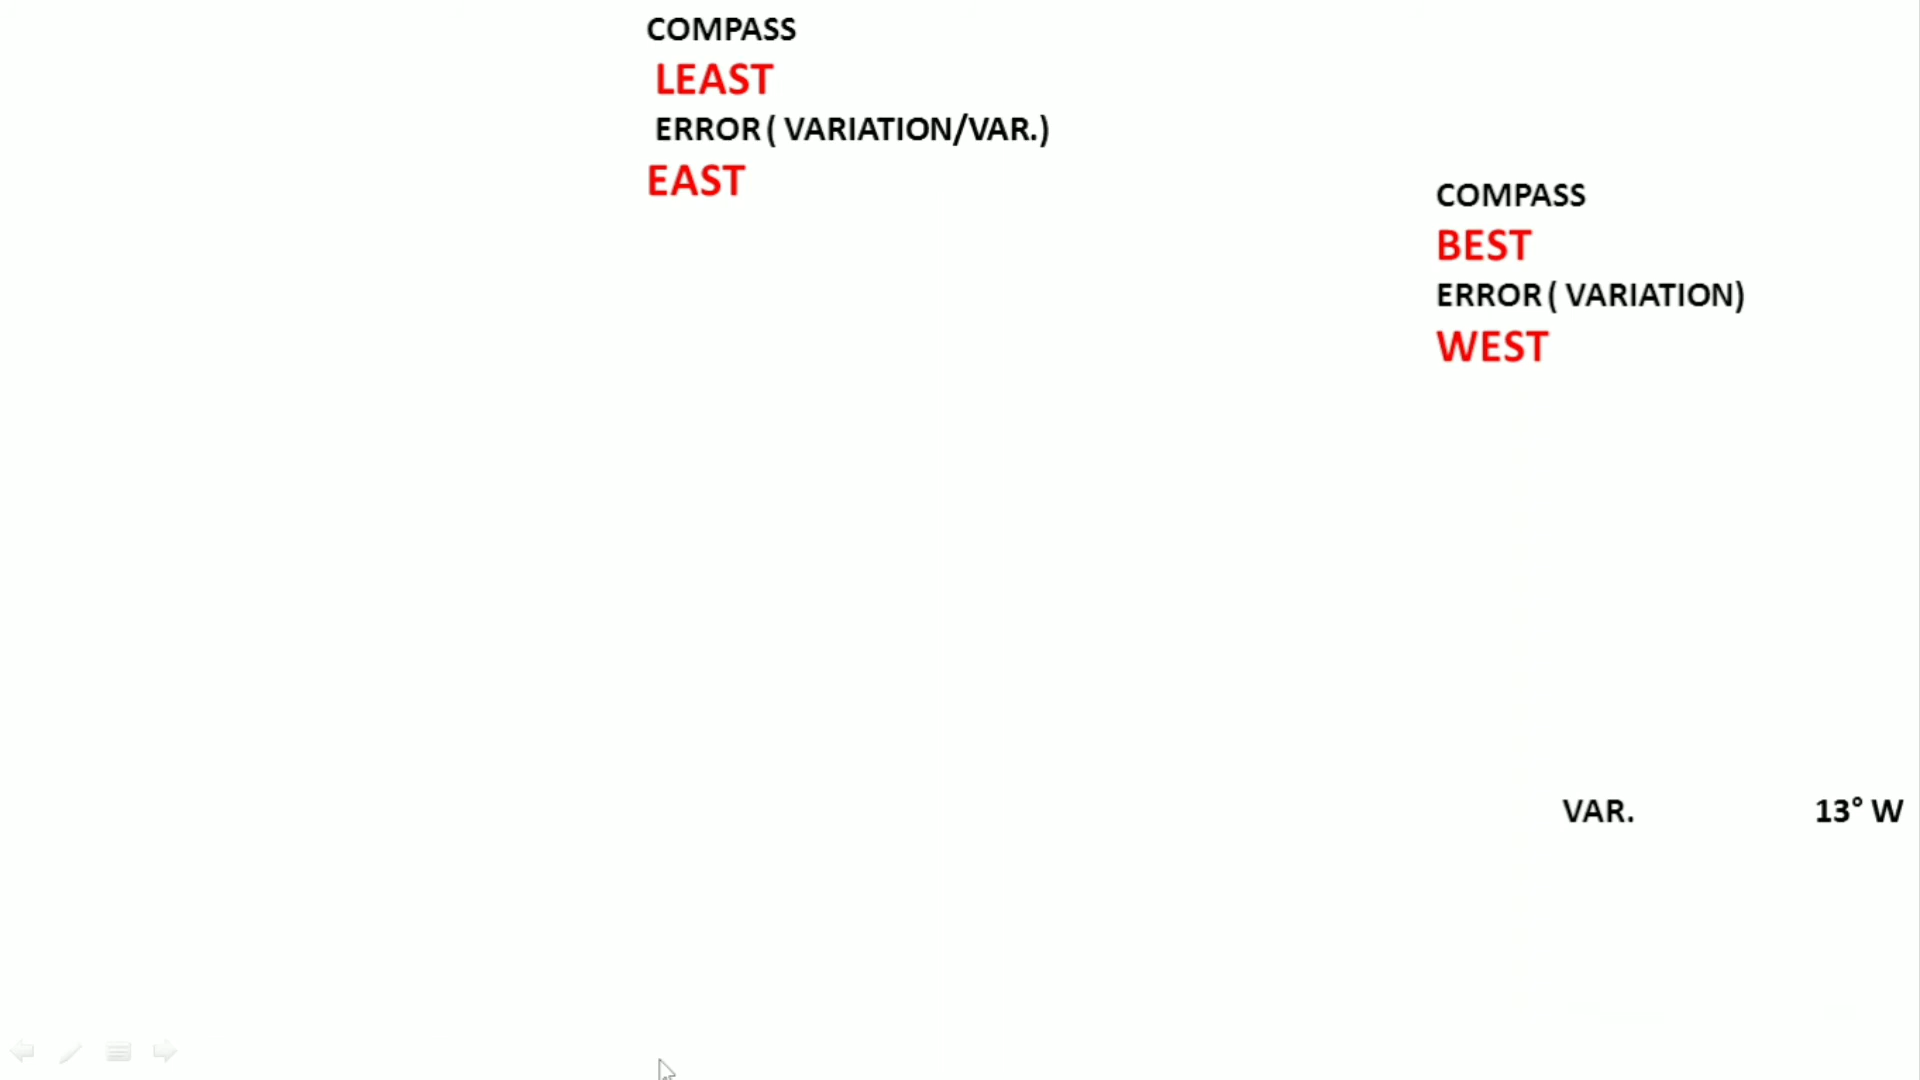 COMPASS
LEAST
ERROR ( VARIATION/VAR.)
EAST
COMPASS
BEST
ERROR ( VARIATION)
WEST
VAR. 13° W